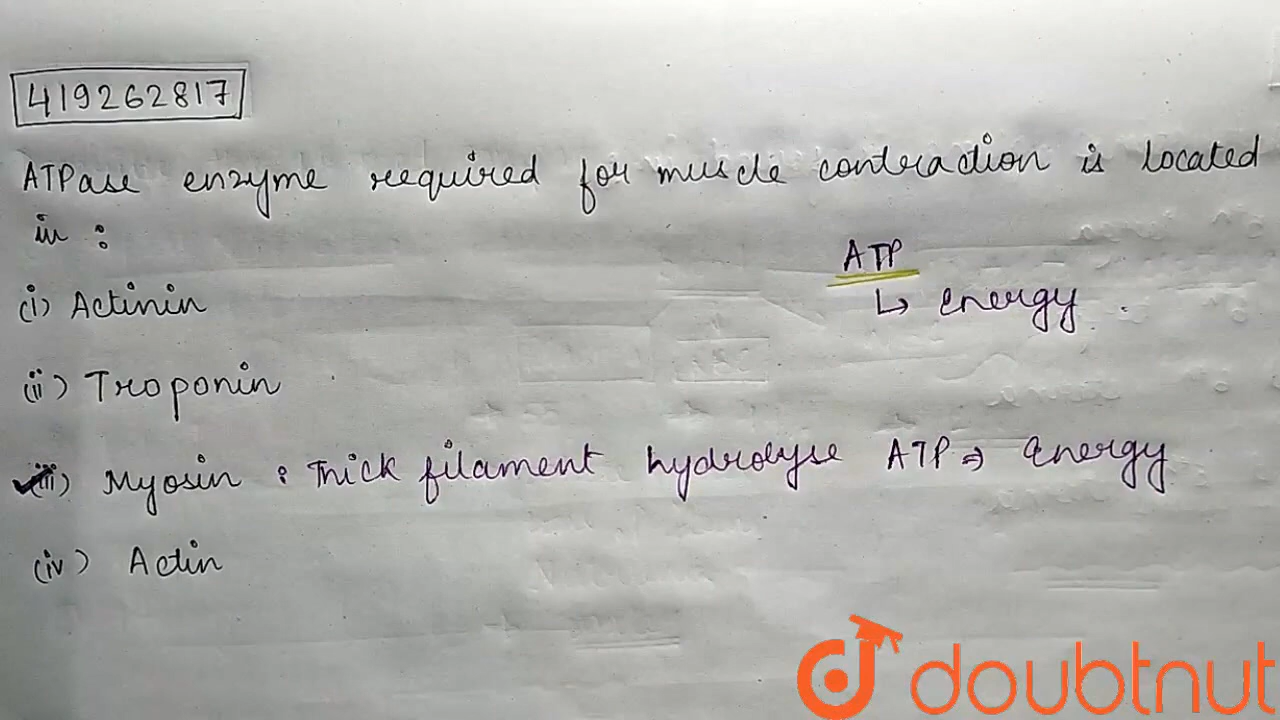 419262817
ATPase enzyme required for muscle contraction is located
in :
ATP
(i) Actinin
↳ energy .
(ii) Troponin
(iii) Myosin : Thick filament hydrolyse ATP ⇒ Energy
(iv) Actin
doubtnut